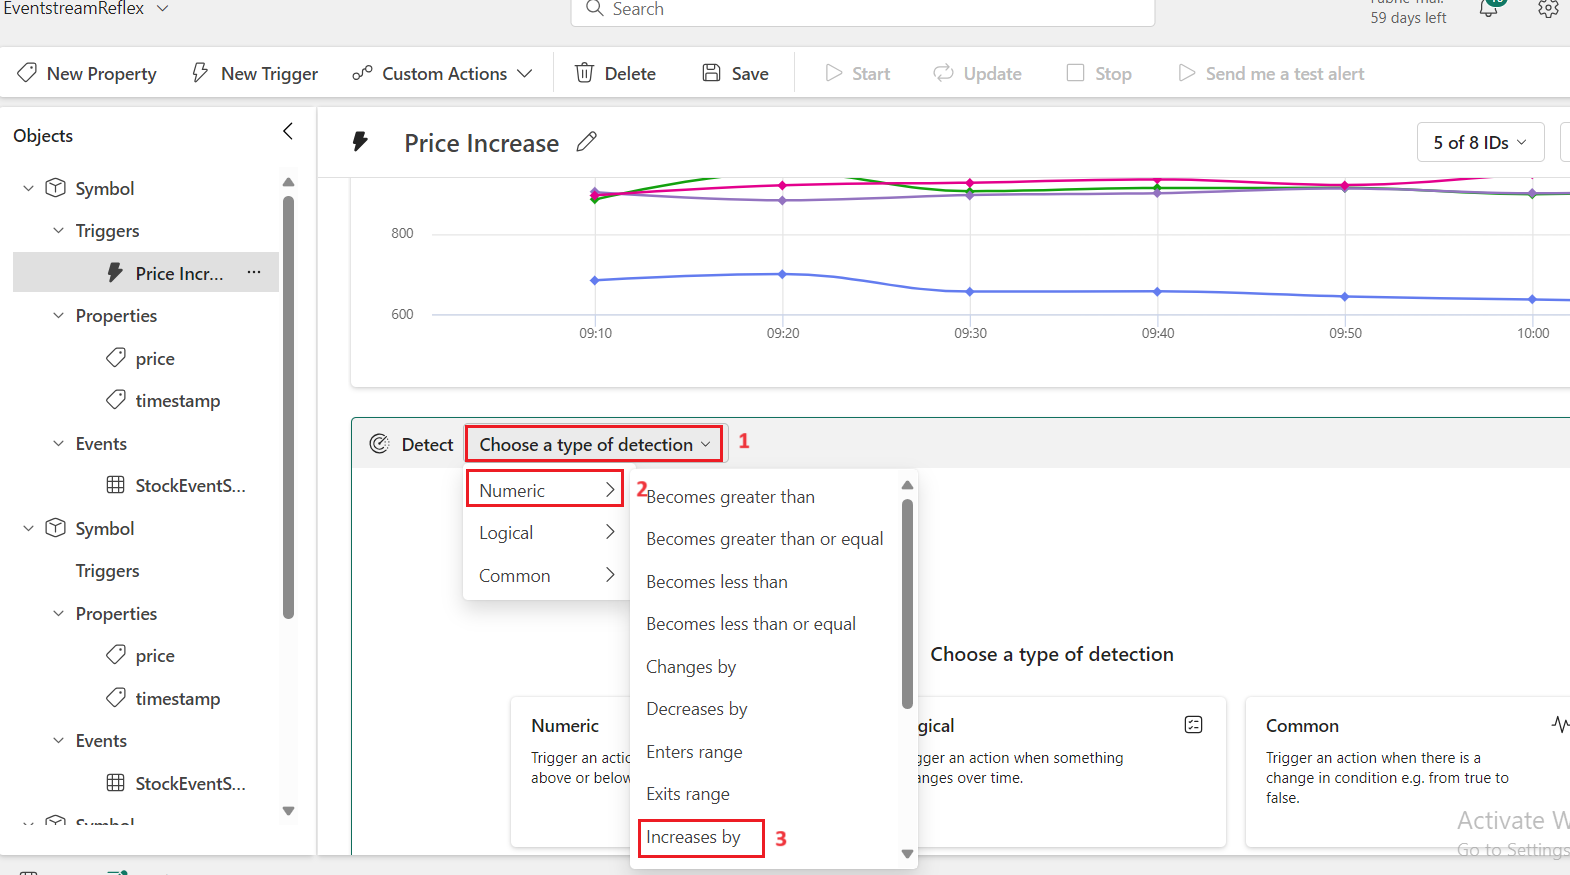 EventstreamReflex
Search
Fabric Trial:
59 days left
New Property
New Trigger
Custom Actions
Delete
Save
Start
Update
Stop
Send me a test alert
Objects
Symbol
Triggers
Price Incr...
Properties
price
timestamp
Events
StockEventS...
Symbol
Triggers
Properties
price
timestamp
Events
StockEventS...
Symbol
Price Increase
5 of 8 IDs
800
600
09:10
09:20
09:30
09:40
09:50
10:00
Detect
Choose a type of detection
1
Numeric
2
Logical
Common
Becomes greater than
Becomes greater than or equal
Becomes less than
Becomes less than or equal
Changes by
Decreases by
Enters range
Exits range
Increases by
3
Choose a type of detection
Numeric
Trigger an actic
above or below
gical
gger an action when something
anges over time.
Common
Trigger an action when there is a
change in condition e.g. from true to
false.
Activate W
Go to Settings